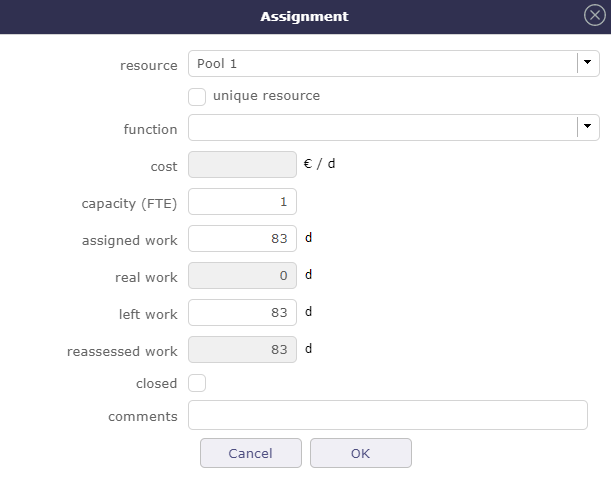 Assignment
resource Pool 1
unique resource
function
cost € / d
capacity (FTE) 1
assigned work 83 d
real work 0 d
left work 83 d
reassessed work 83 d
closed
comments
Cancel OK